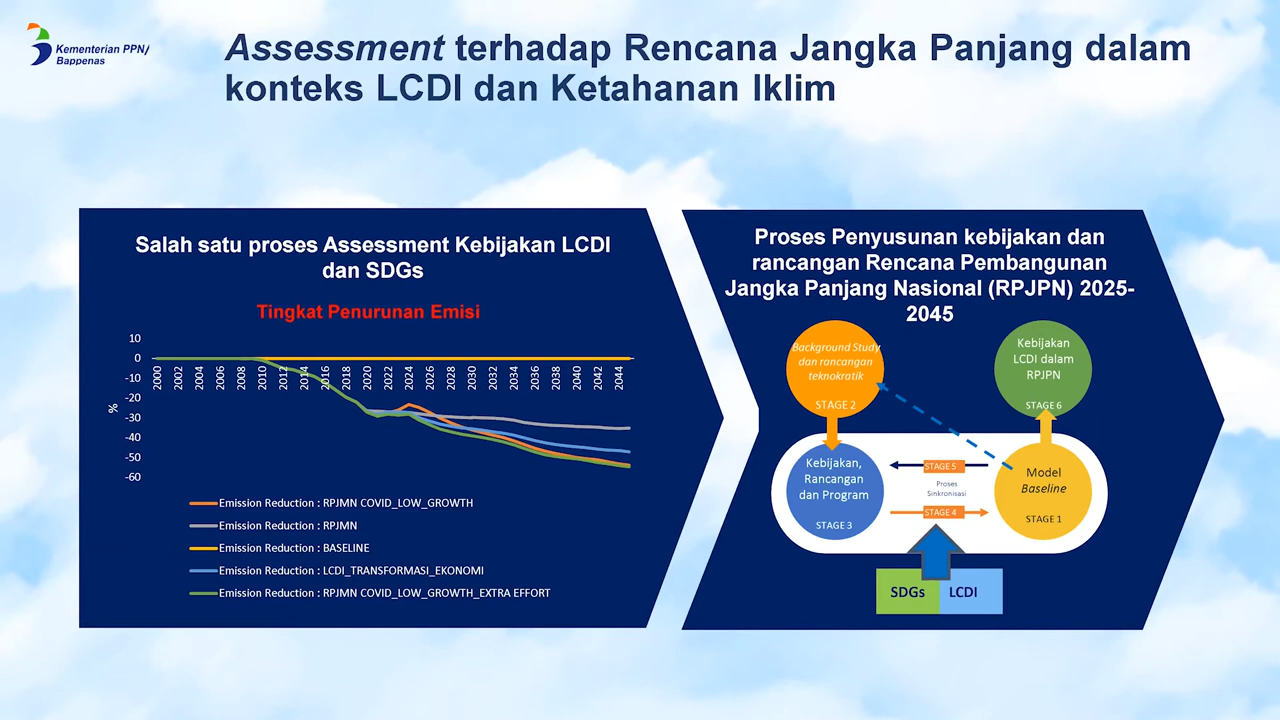 Kementerian PPN/
Bappenas
Assessment terhadap Rencana Jangka Panjang dalam
konteks LCDI dan Ketahanan Iklim
Salah satu proses Assessment Kebijakan LCDI
dan SDGs
Tingkat Penurunan Emisi
10
0
-10
-20
-30
-40
-50
-60
%
2000 2002 2004 2006 2008 2010 2012 2014 2016 2018 2020 2022 2024 2026 2028 2030 2032 2034 2036 2038 2040 2042 2044
Emission Reduction : RPJMN COVID_LOW_GROWTH
Emission Reduction : RPJMN
Emission Reduction : BASELINE
Emission Reduction : LCDI_TRANSFORMASI_EKONOMI
Emission Reduction : RPJMN COVID_LOW_GROWTH_EXTRA EFFORT
Proses Penyusunan kebijakan dan
rancangan Rencana Pembangunan
Jangka Panjang Nasional (RPJPN) 2025-
2045
Background Study
dan rancangan
teknokratik
STAGE 2
Kebijakan
LCDI dalam
RPJPN
STAGE 6
Kebijakan,
Rancangan
dan Program
STAGE 3
STAGE 5
Proses
Sinkronisasi
STAGE 4
Model
Baseline
STAGE 1
SDGs
LCDI